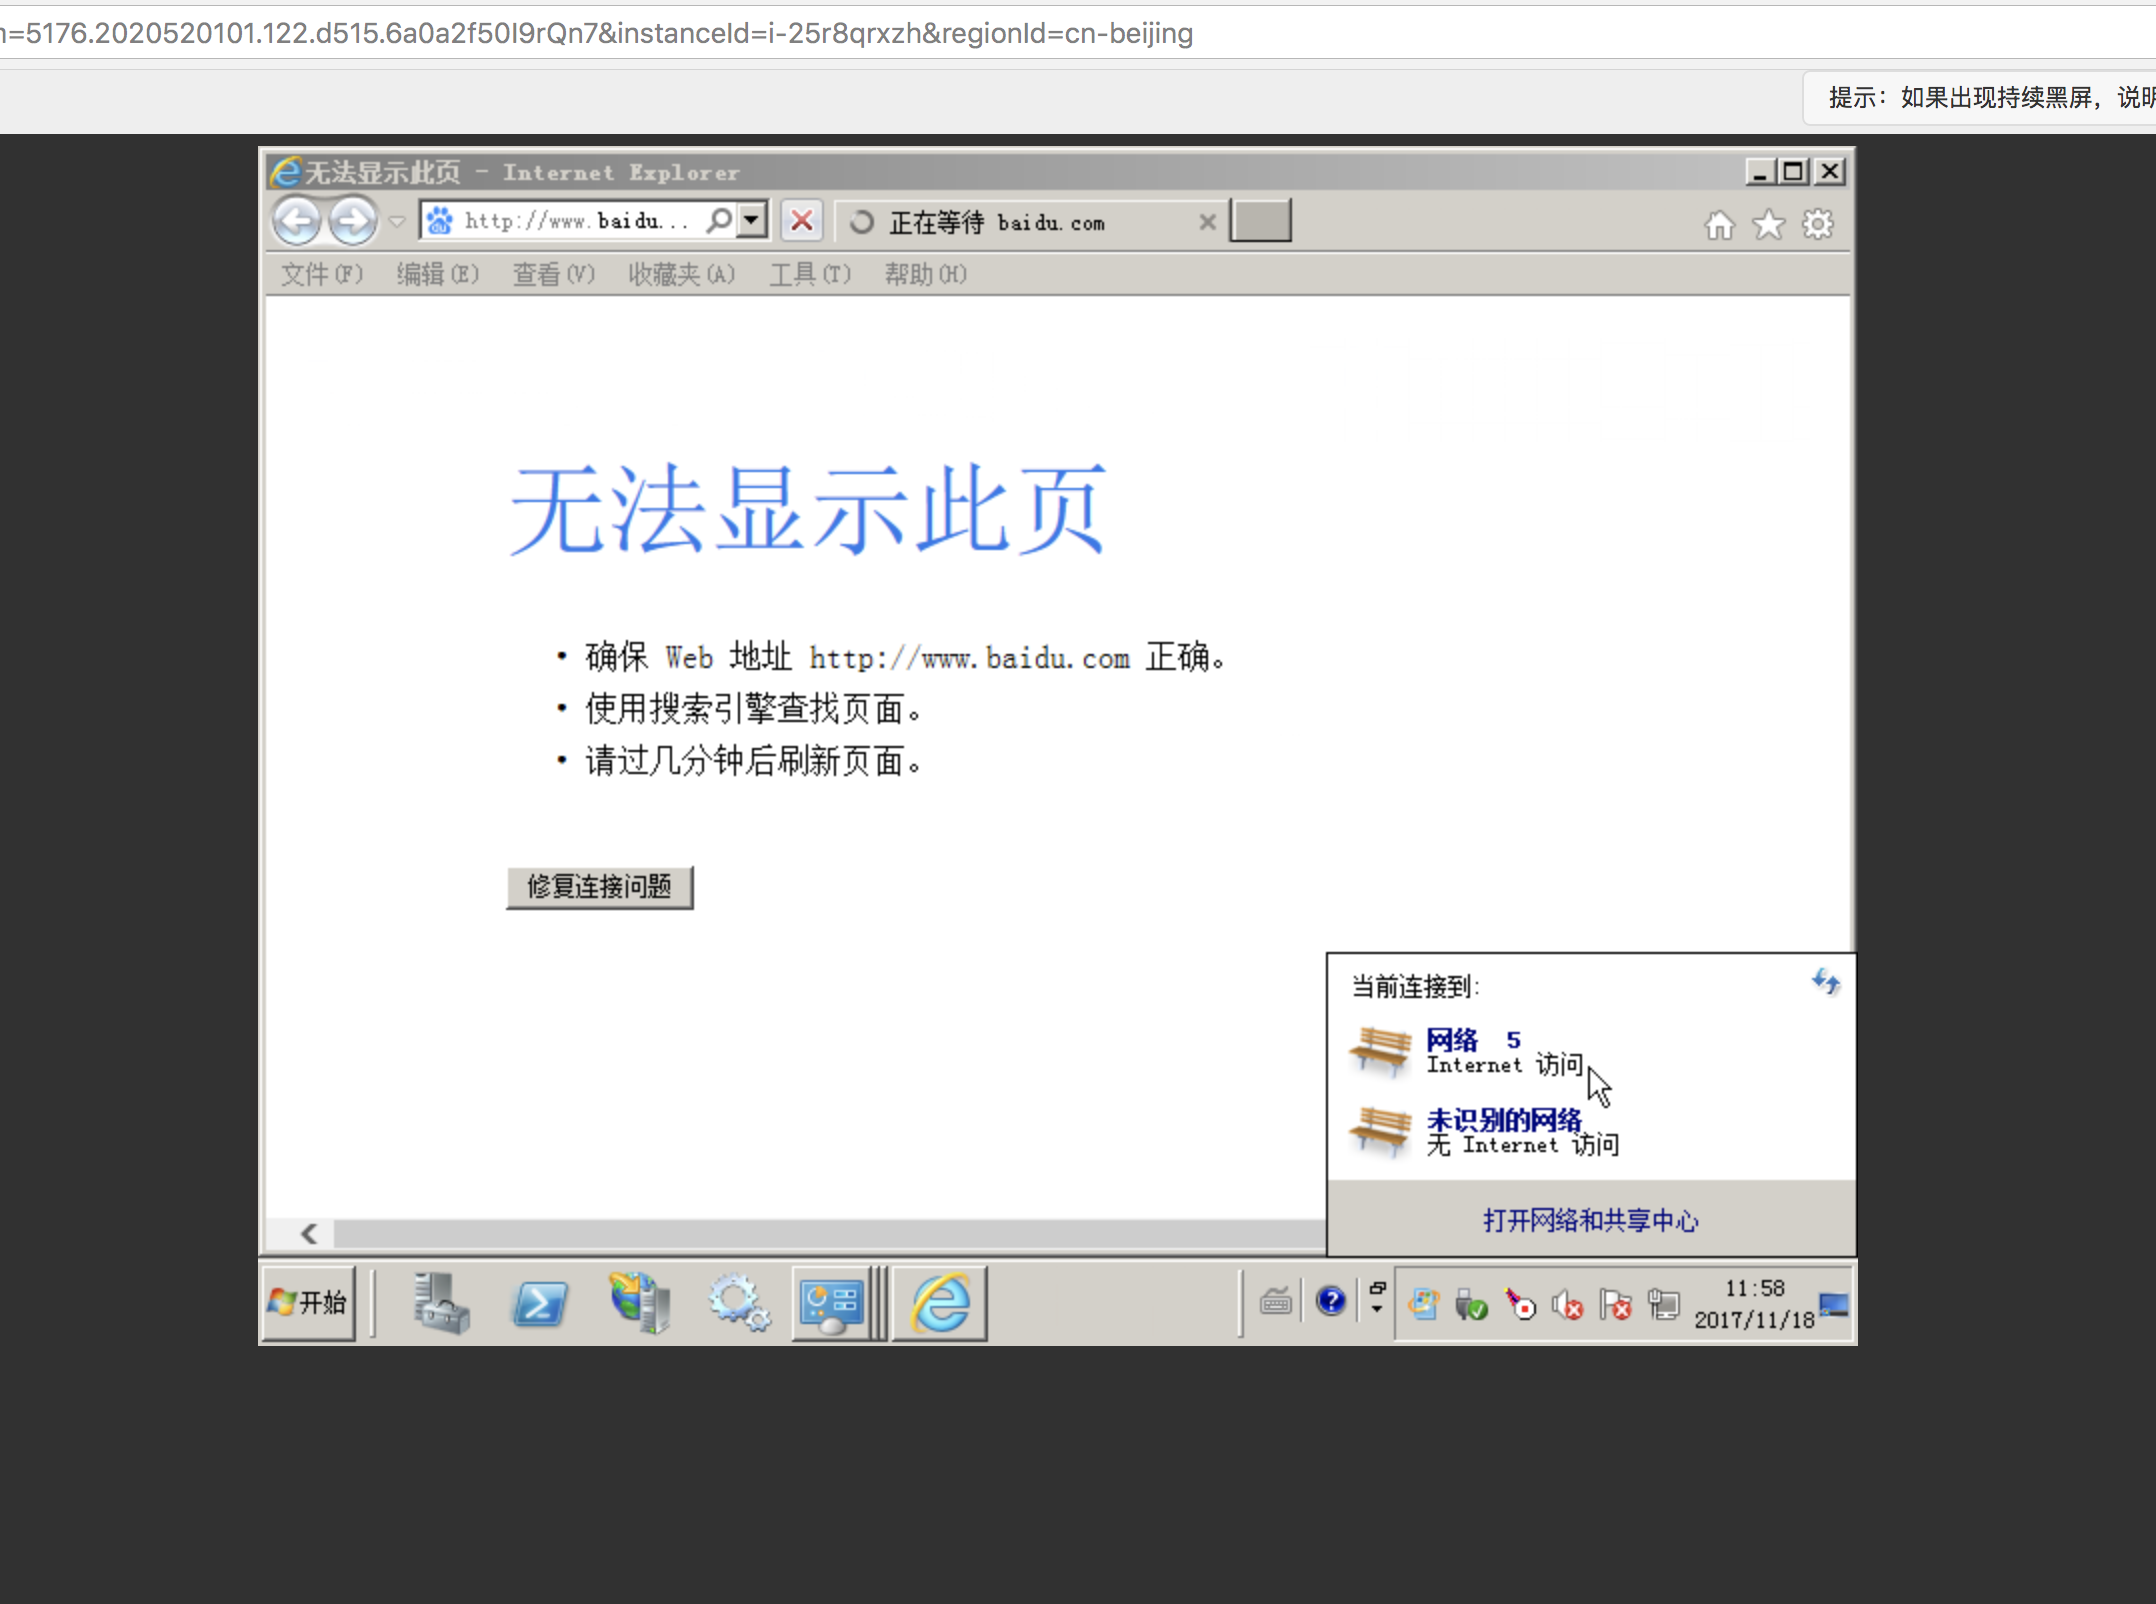 n=5176.2020520101.122.d515.6a0a2f50I9rQn7&instanceId=i-25r8qrxzh&regionId=cn-beijing
提示：如果出现持续黑屏，说明
无法显示此页 - Internet Explorer
http://www.baidu... 正在等待 baidu.com
文件(F) 编辑(E) 查看(V) 收藏夹(A) 工具(T) 帮助(H)
无法显示此页
• 确保 Web 地址 http://www.baidu.com 正确。
• 使用搜索引擎查找页面。
• 请过几分钟后刷新页面。
修复连接问题
当前连接到:
网络 5
Internet 访问
未识别的网络
无 Internet 访问
打开网络和共享中心
开始
11:58
2017/11/18